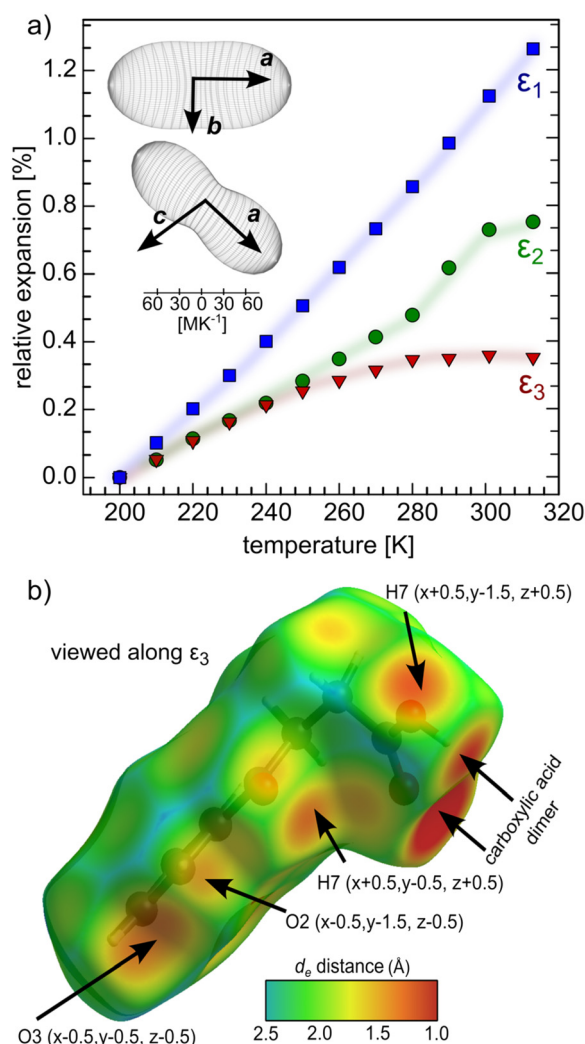 a)
1.2
1.0
0.8
0.6
0.4
0.2
0.0
relative expansion [%]
a
b
c
a
60 30 0 30 60
[MK⁻¹]
ε₁
ε₂
ε₃
200 220 240 260 280 300 320
temperature [K]
b)
H7 (x+0.5,y-1.5, z+0.5)
viewed along ε₃
carboxylic acid
dimer
H7 (x+0.5,y-0.5, z+0.5)
O2 (x-0.5,y-1.5, z-0.5)
O3 (x-0.5,y-0.5, z-0.5)
dₑ distance (Å)
2.5 2.0 1.5 1.0